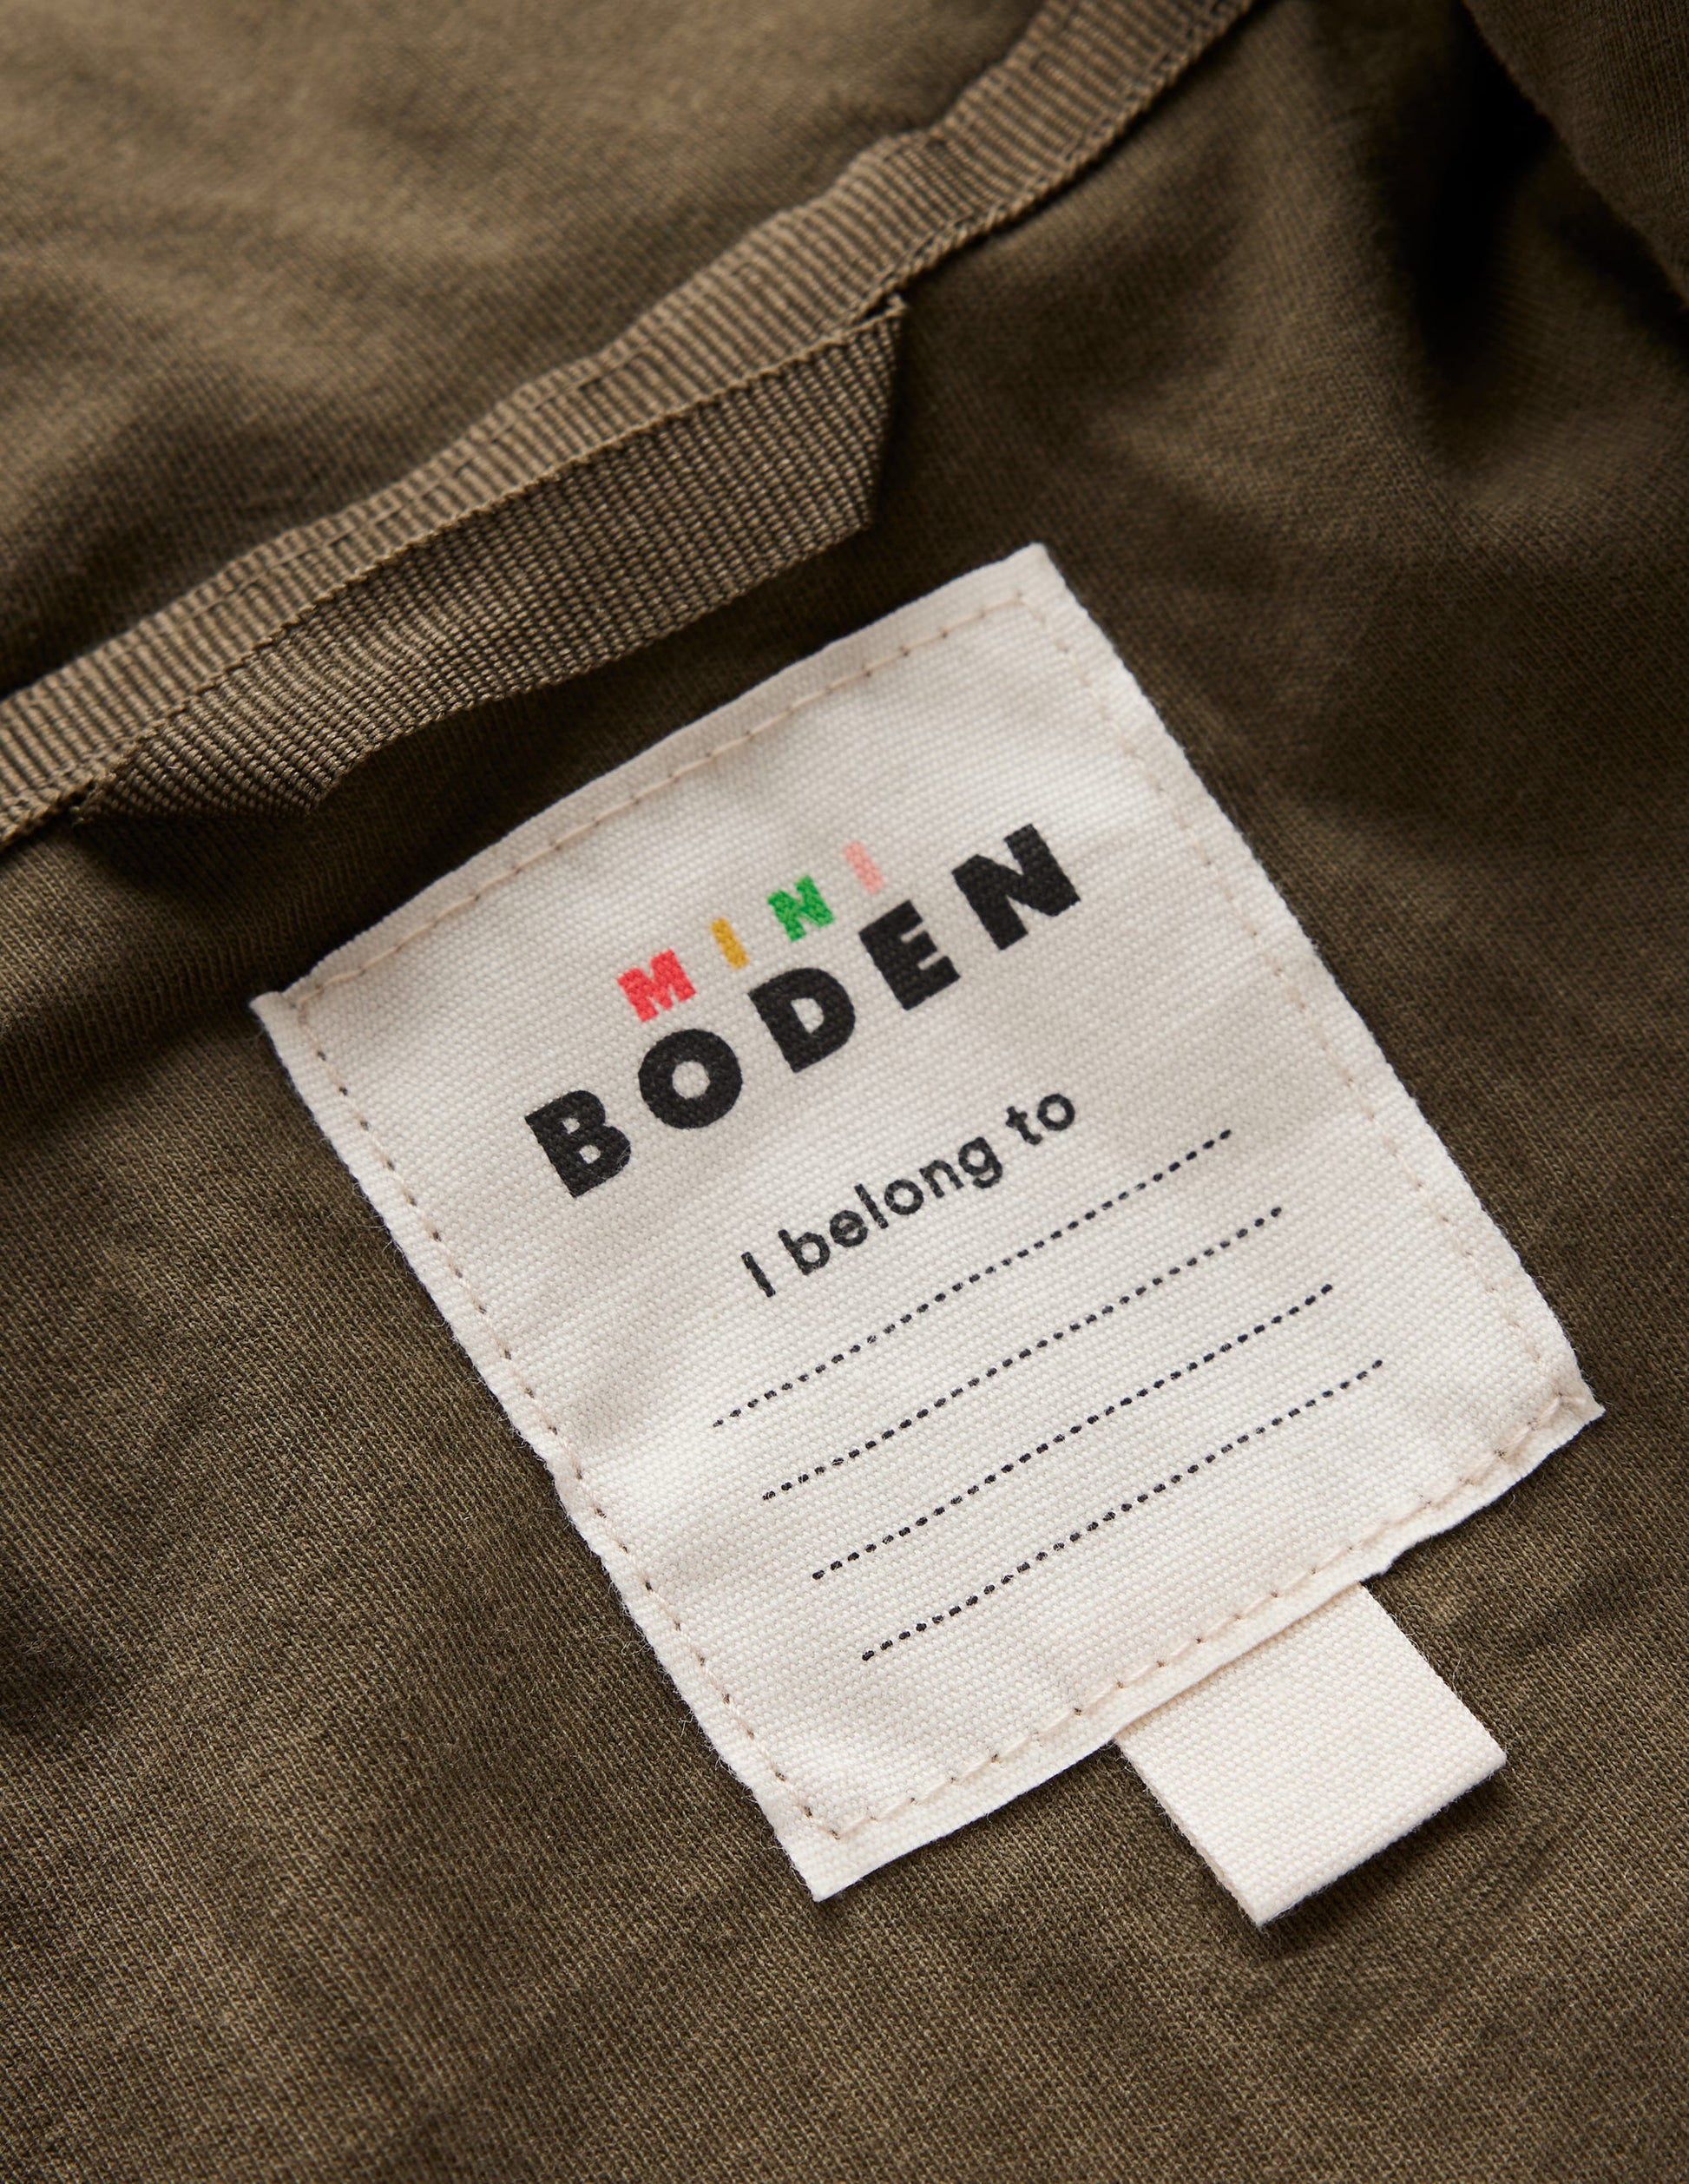 MINI
BODEN
I belong to